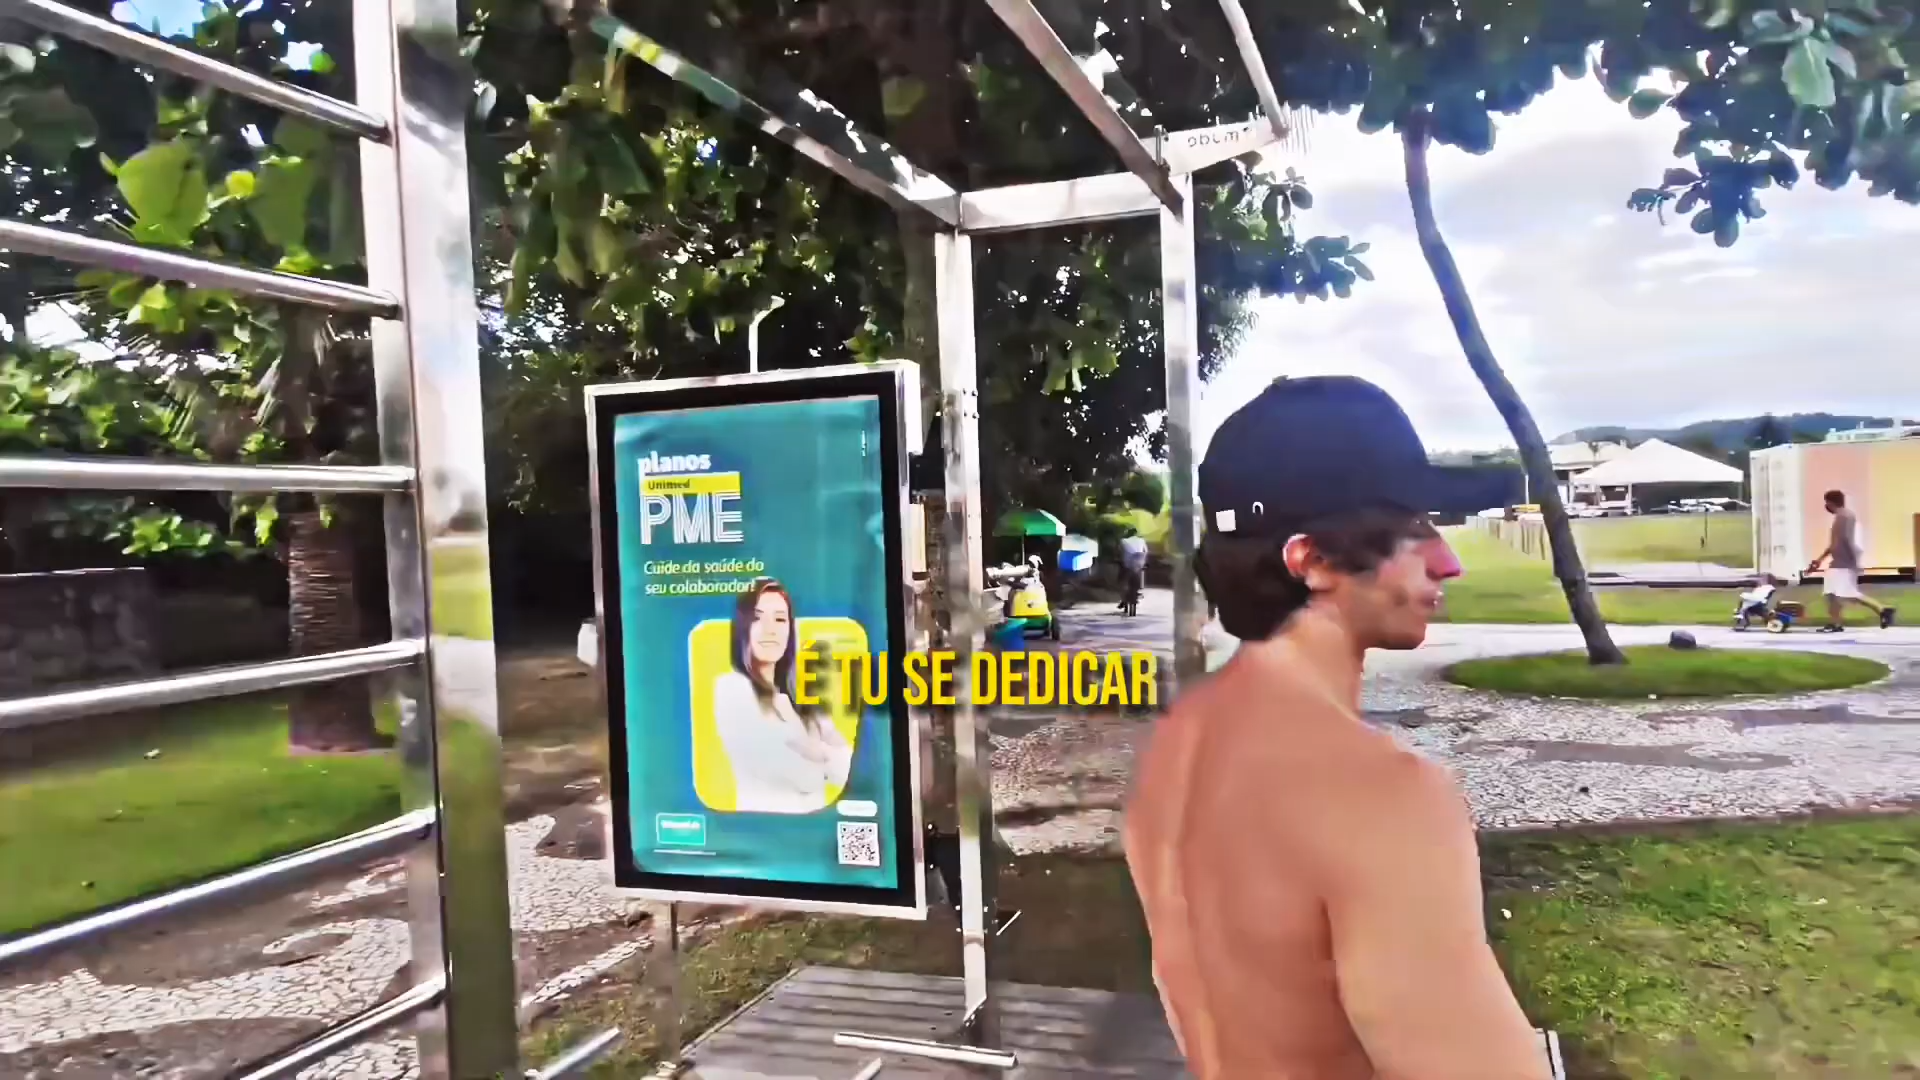 planos
Unimed
PME
Cuide da saúde do
seu colaborador!
É TU SE DEDICAR